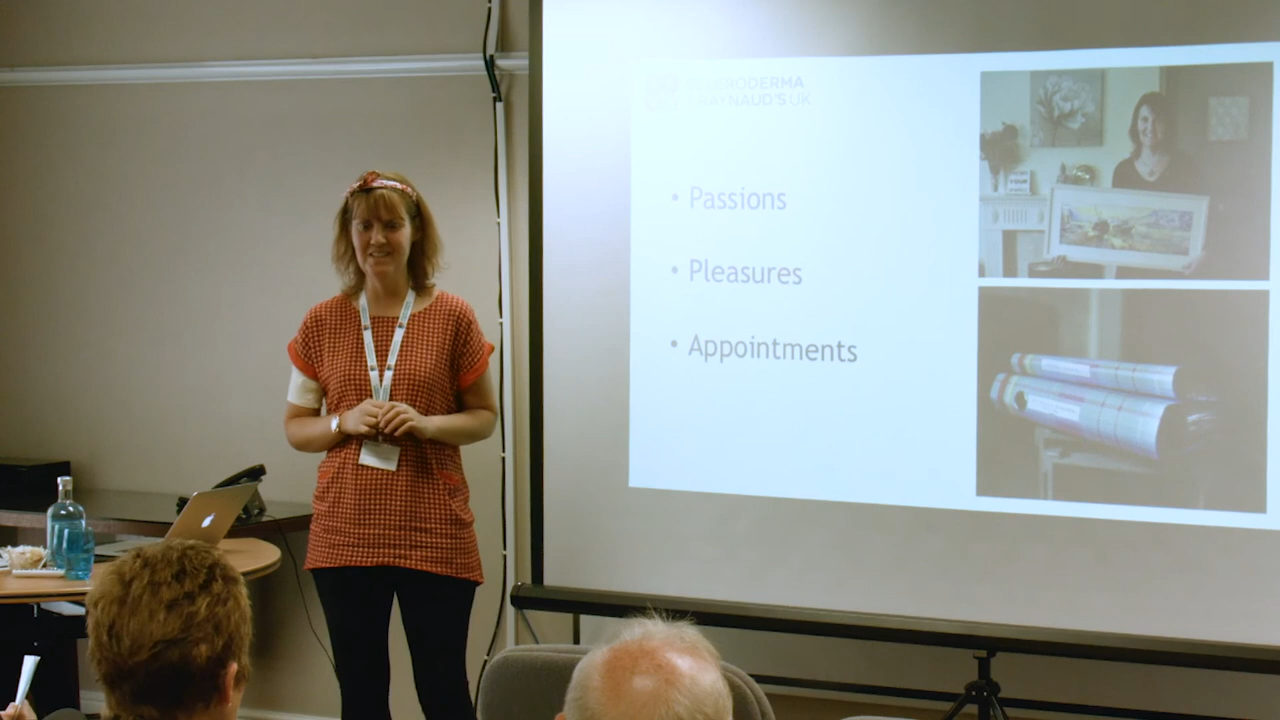 SCLERODERMA
& RAYNAUD'S UK
• Passions
• Pleasures
• Appointments